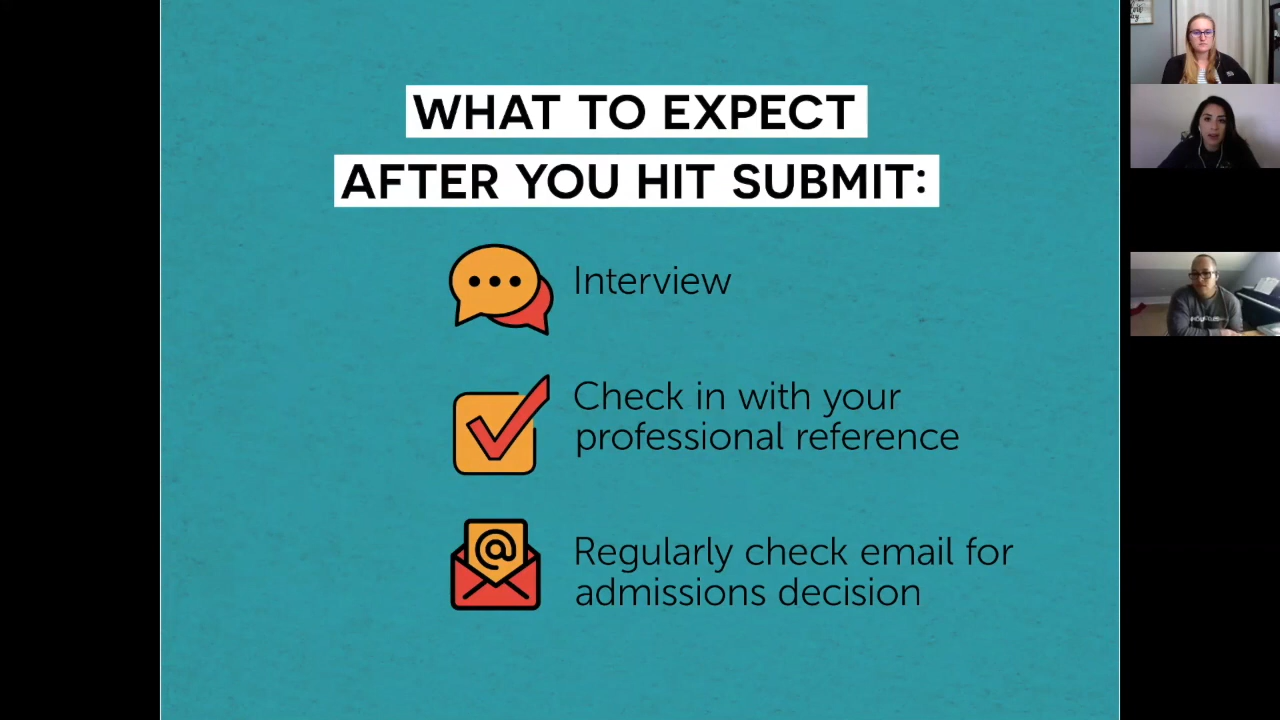 WHAT TO EXPECT
AFTER YOU HIT SUBMIT:
Interview
Check in with your
professional reference
@
Regularly check email for
admissions decision